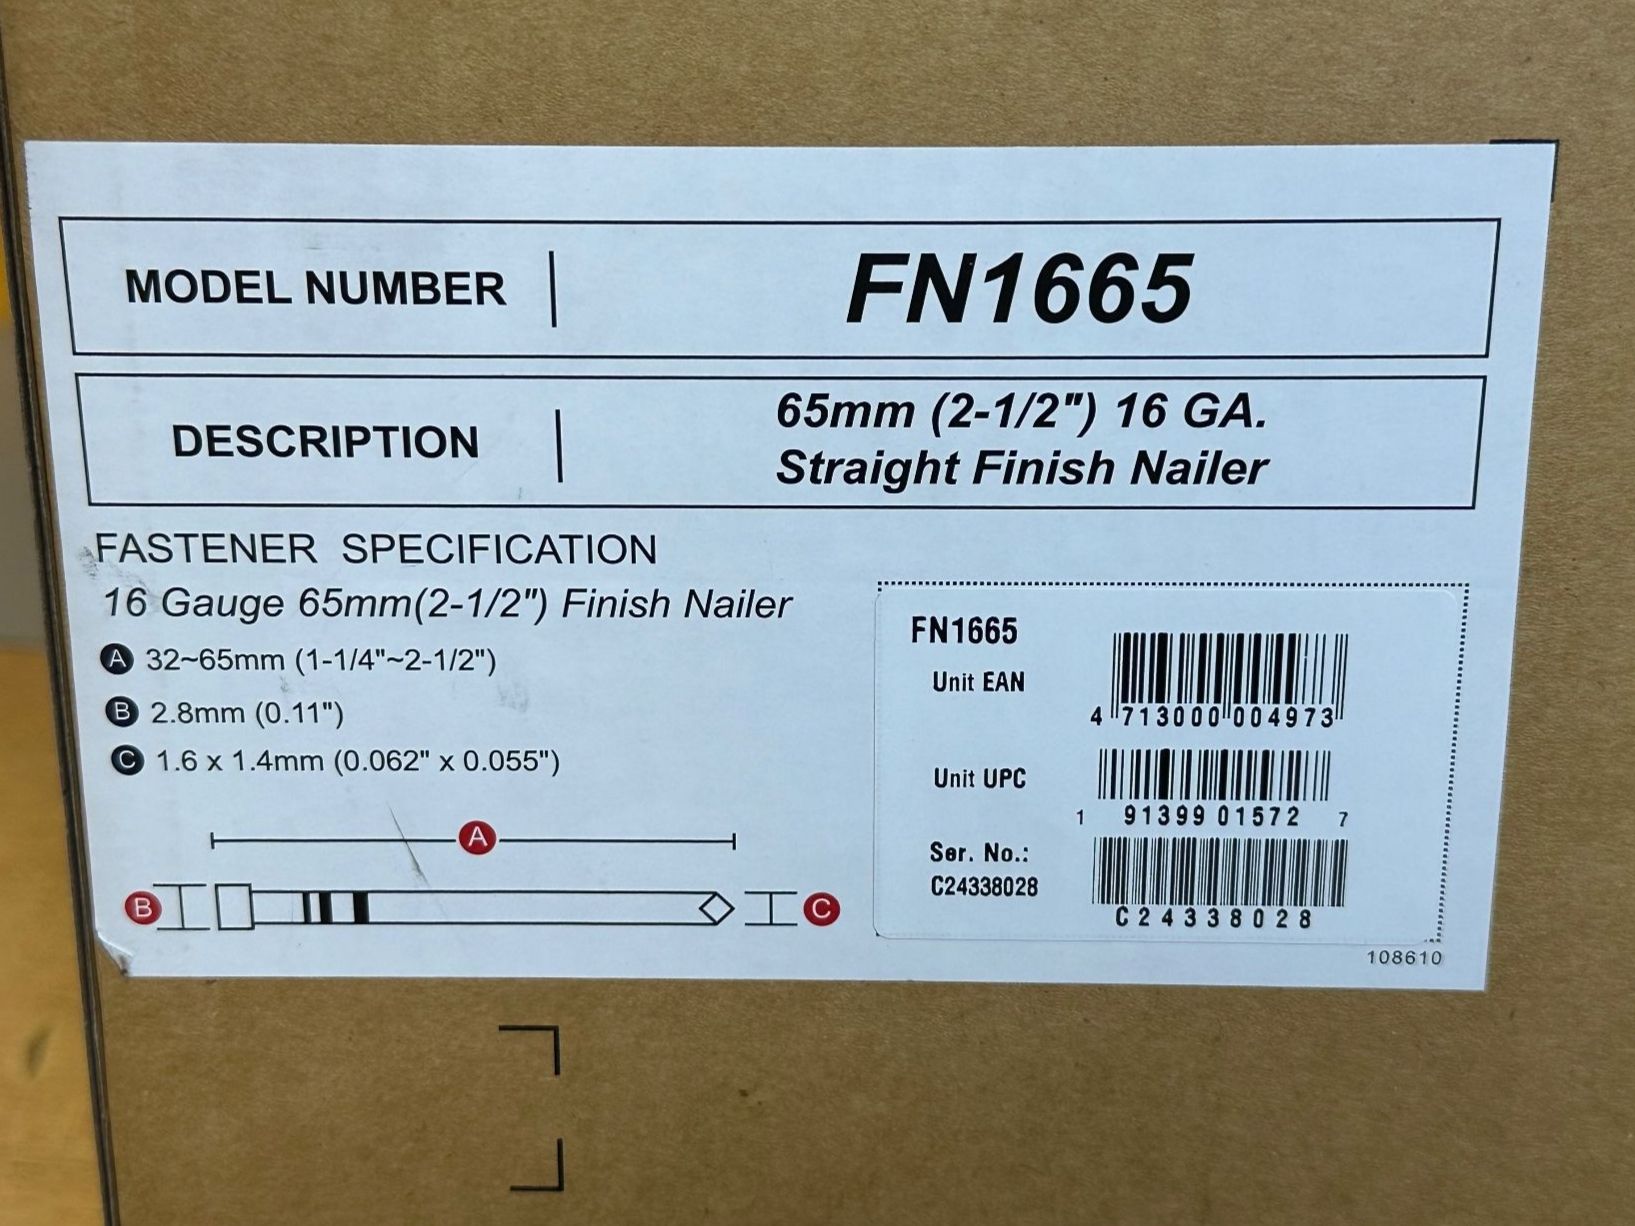 MODEL NUMBER FN1665
DESCRIPTION 65mm (2-1/2") 16 GA.
Straight Finish Nailer
FASTENER SPECIFICATION
16 Gauge 65mm(2-1/2") Finish Nailer
A 32~65mm (1-1/4"~2-1/2")
B 2.8mm (0.11")
C 1.6 x 1.4mm (0.062" x 0.055")
A
B C
FN1665
Unit EAN
4 713000 004973
Unit UPC
1 91399 01572 7
Ser. No.:
C24338028
C24338028
108610